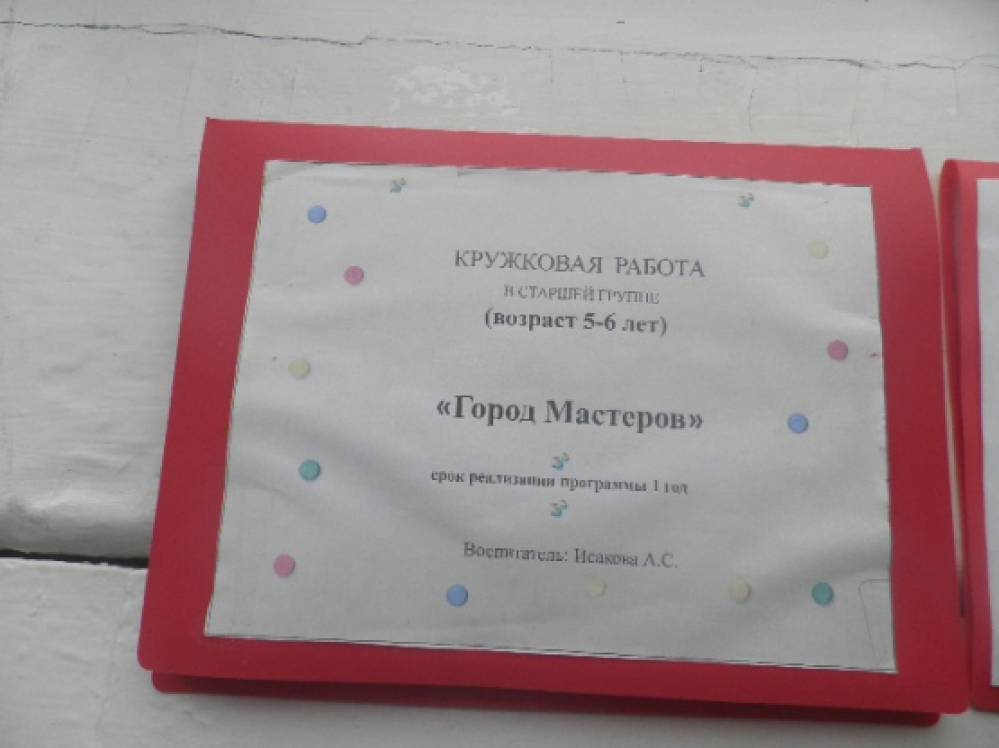 КРУЖКОВАЯ РАБОТА
В СТАРШЕЙ ГРУППЕ
(возраст 5-6 лет)
«Город Мастеров»
срок реализации программы 1 год
Воспитатель: Исакова А.С.